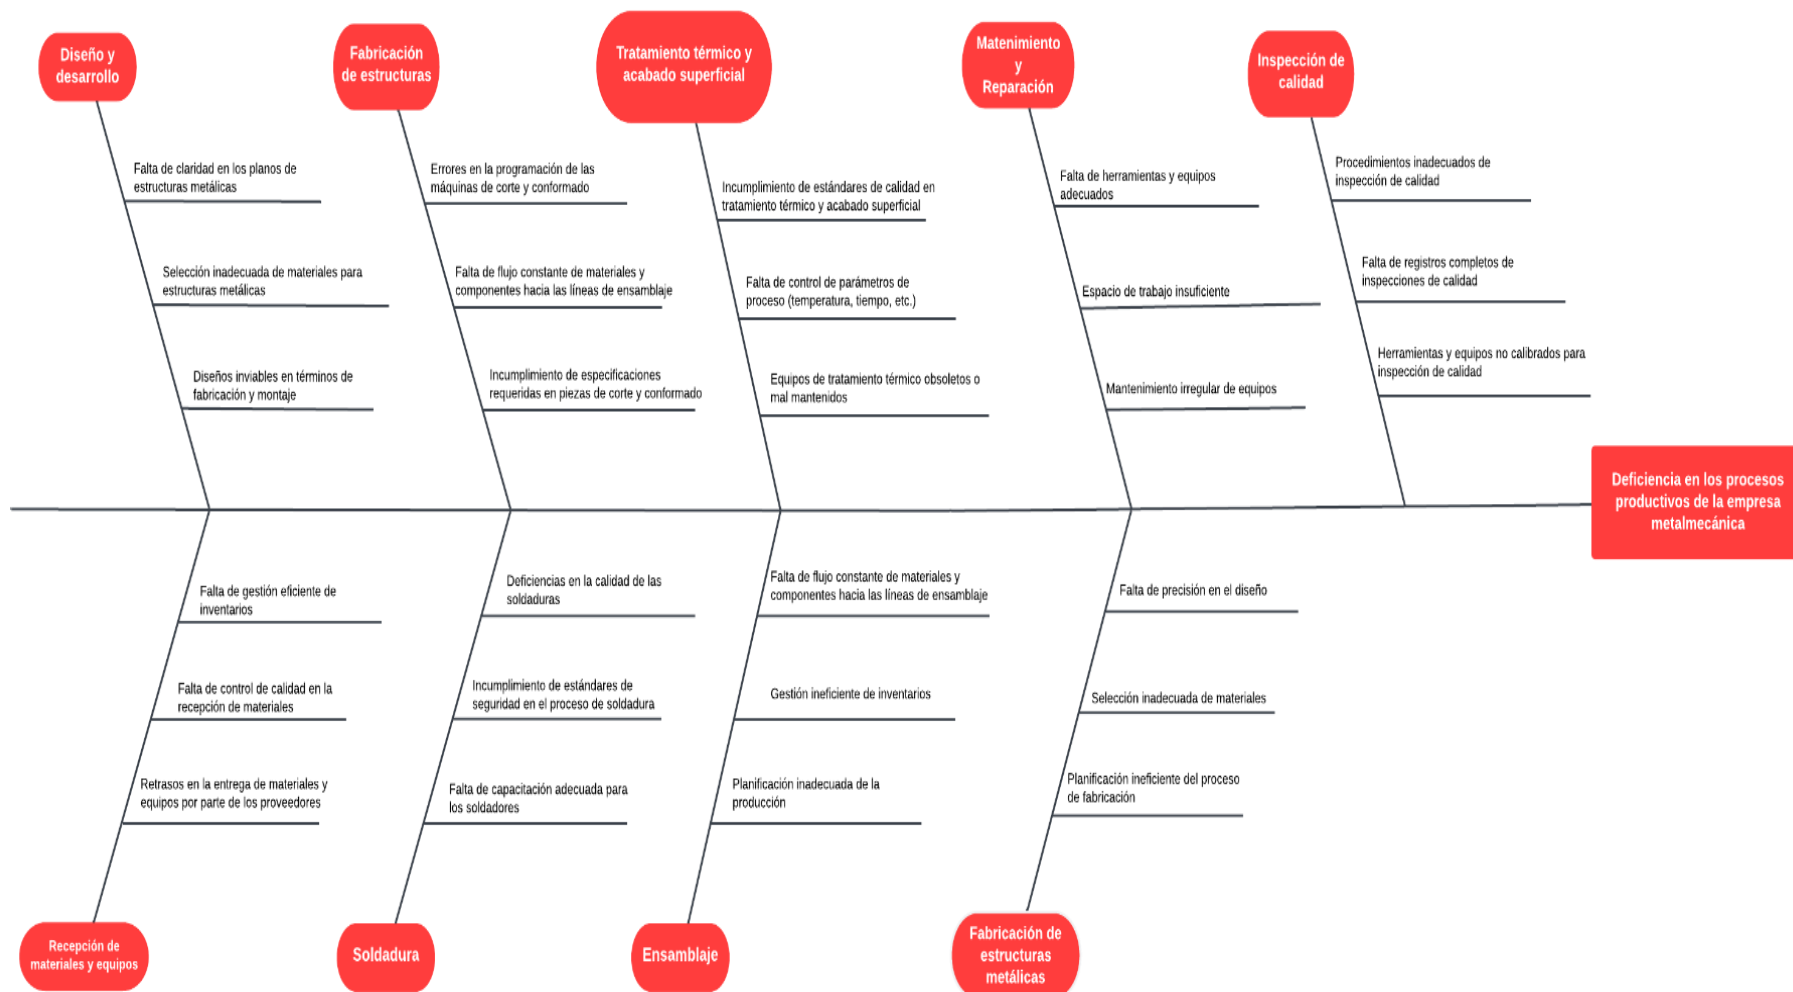 Diseño y
desarrollo
Fabricación
de estructuras
Tratamiento térmico y
acabado superficial
Matenimiento
y
Reparación
Inspección de
calidad
Falta de claridad en los planos de
estructuras metálicas
Selección inadecuada de materiales para
estructuras metálicas
Diseños inviables en términos de
fabricación y montaje
Errores en la programación de las
máquinas de corte y conformado
Falta de flujo constante de materiales y
componentes hacia las líneas de ensamblaje
Incumplimiento de especificaciones
requeridas en piezas de corte y conformado
Incumplimiento de estándares de calidad en
tratamiento térmico y acabado superficial
Falta de control de parámetros de
proceso (temperatura, tiempo, etc.)
Equipos de tratamiento térmico obsoletos o
mal mantenidos
Falta de herramientas y equipos
adecuados
Espacio de trabajo insuficiente
Mantenimiento irregular de equipos
Procedimientos inadecuados de
inspección de calidad
Falta de registros completos de
inspecciones de calidad
Herramientas y equipos no calibrados para
inspección de calidad
Deficiencia en los procesos
productivos de la empresa
metalmecánica
Falta de gestión eficiente de
inventarios
Falta de control de calidad en la
recepción de materiales
Retrasos en la entrega de materiales y
equipos por parte de los proveedores
Deficiencias en la calidad de las
soldaduras
Incumplimiento de estándares de
seguridad en el proceso de soldadura
Falta de capacitación adecuada para
los soldadores
Falta de flujo constante de materiales y
componentes hacia las líneas de ensamblaje
Gestión ineficiente de inventarios
Planificación inadecuada de la
producción
Falta de precisión en el diseño
Selección inadecuada de materiales
Planificación ineficiente del proceso
de fabricación
Recepción de
materiales y equipos
Soldadura
Ensamblaje
Fabricación de
estructuras
metálicas